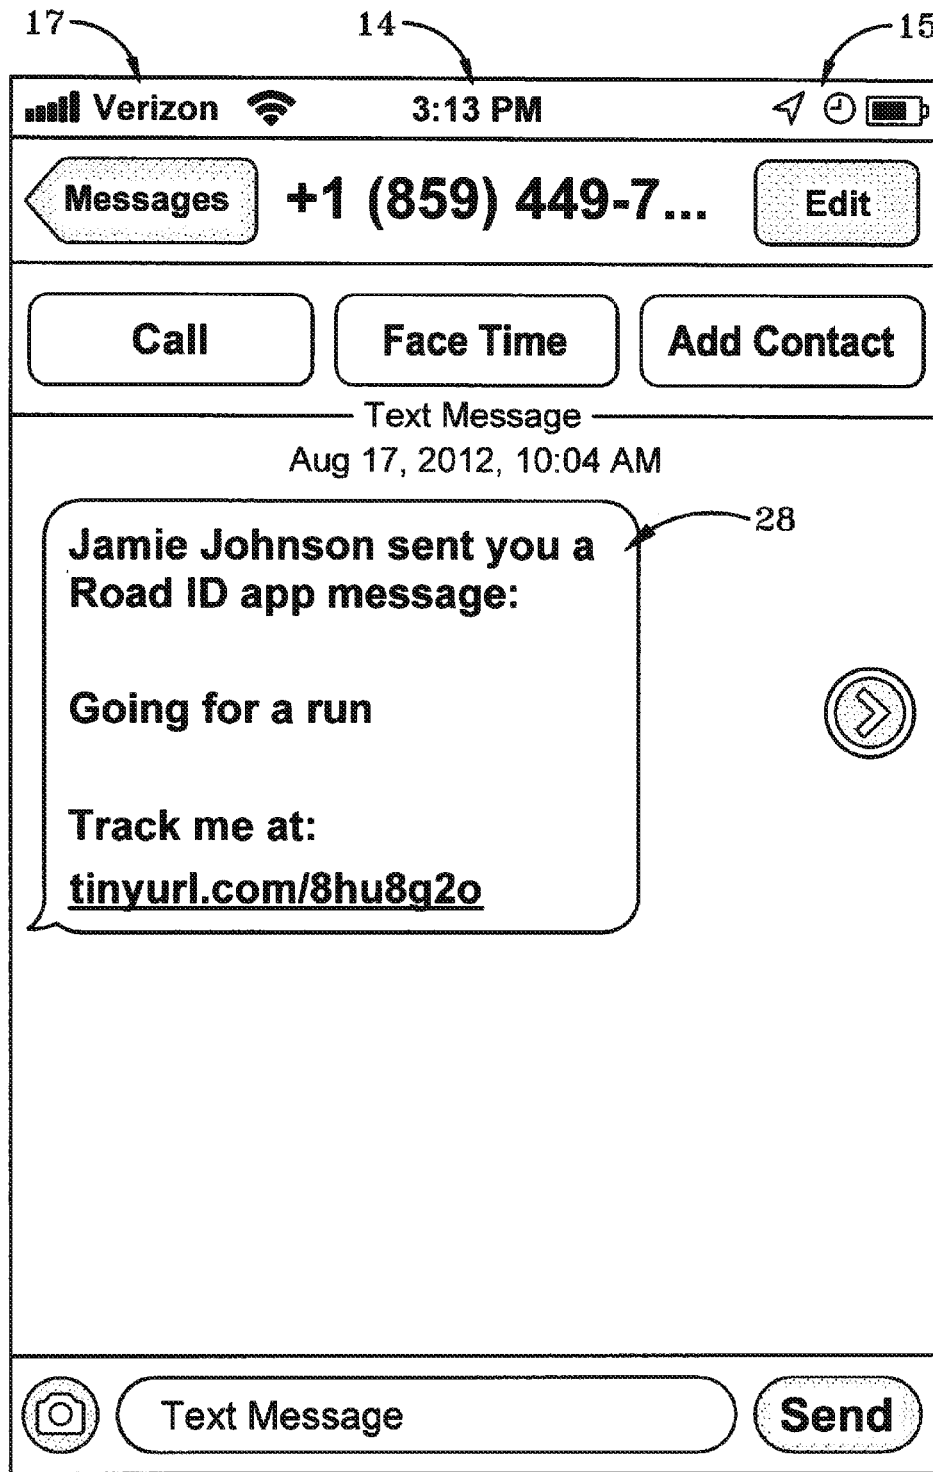 17 14 15
Verizon 3:13 PM
Messages +1 (859) 449-7... Edit
Call Face Time Add Contact
Text Message
Aug 17, 2012, 10:04 AM
28
Jamie Johnson sent you a
Road ID app message:
Going for a run
Track me at:
tinyurl.com/8hu8g2o
Text Message Send